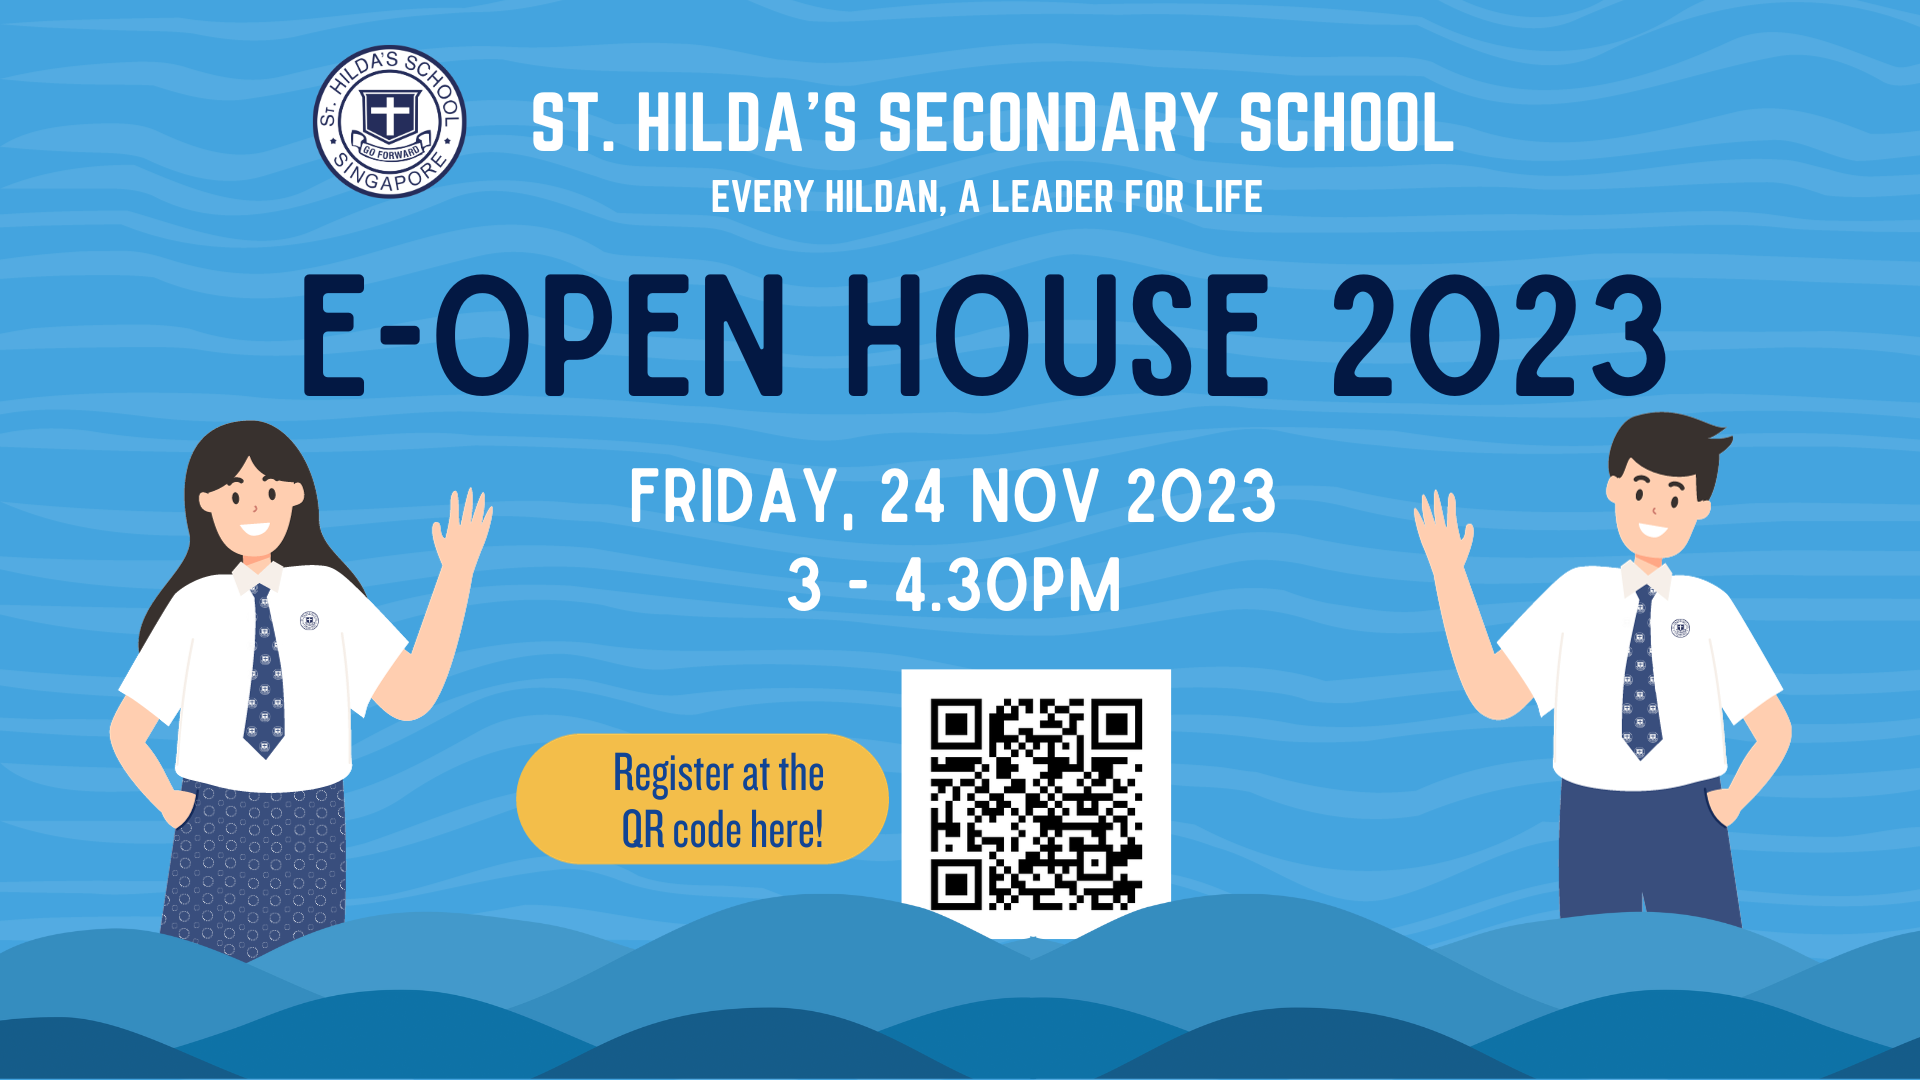 St. HILDA'S SCHOOL
GO FORWARD
SINGAPORE
ST. HILDA'S SECONDARY SCHOOL
EVERY HILDAN, A LEADER FOR LIFE
E-OPEN HOUSE 2023
FRIDAY, 24 NOV 2023
3 - 4.30PM
Register at the
QR code here!